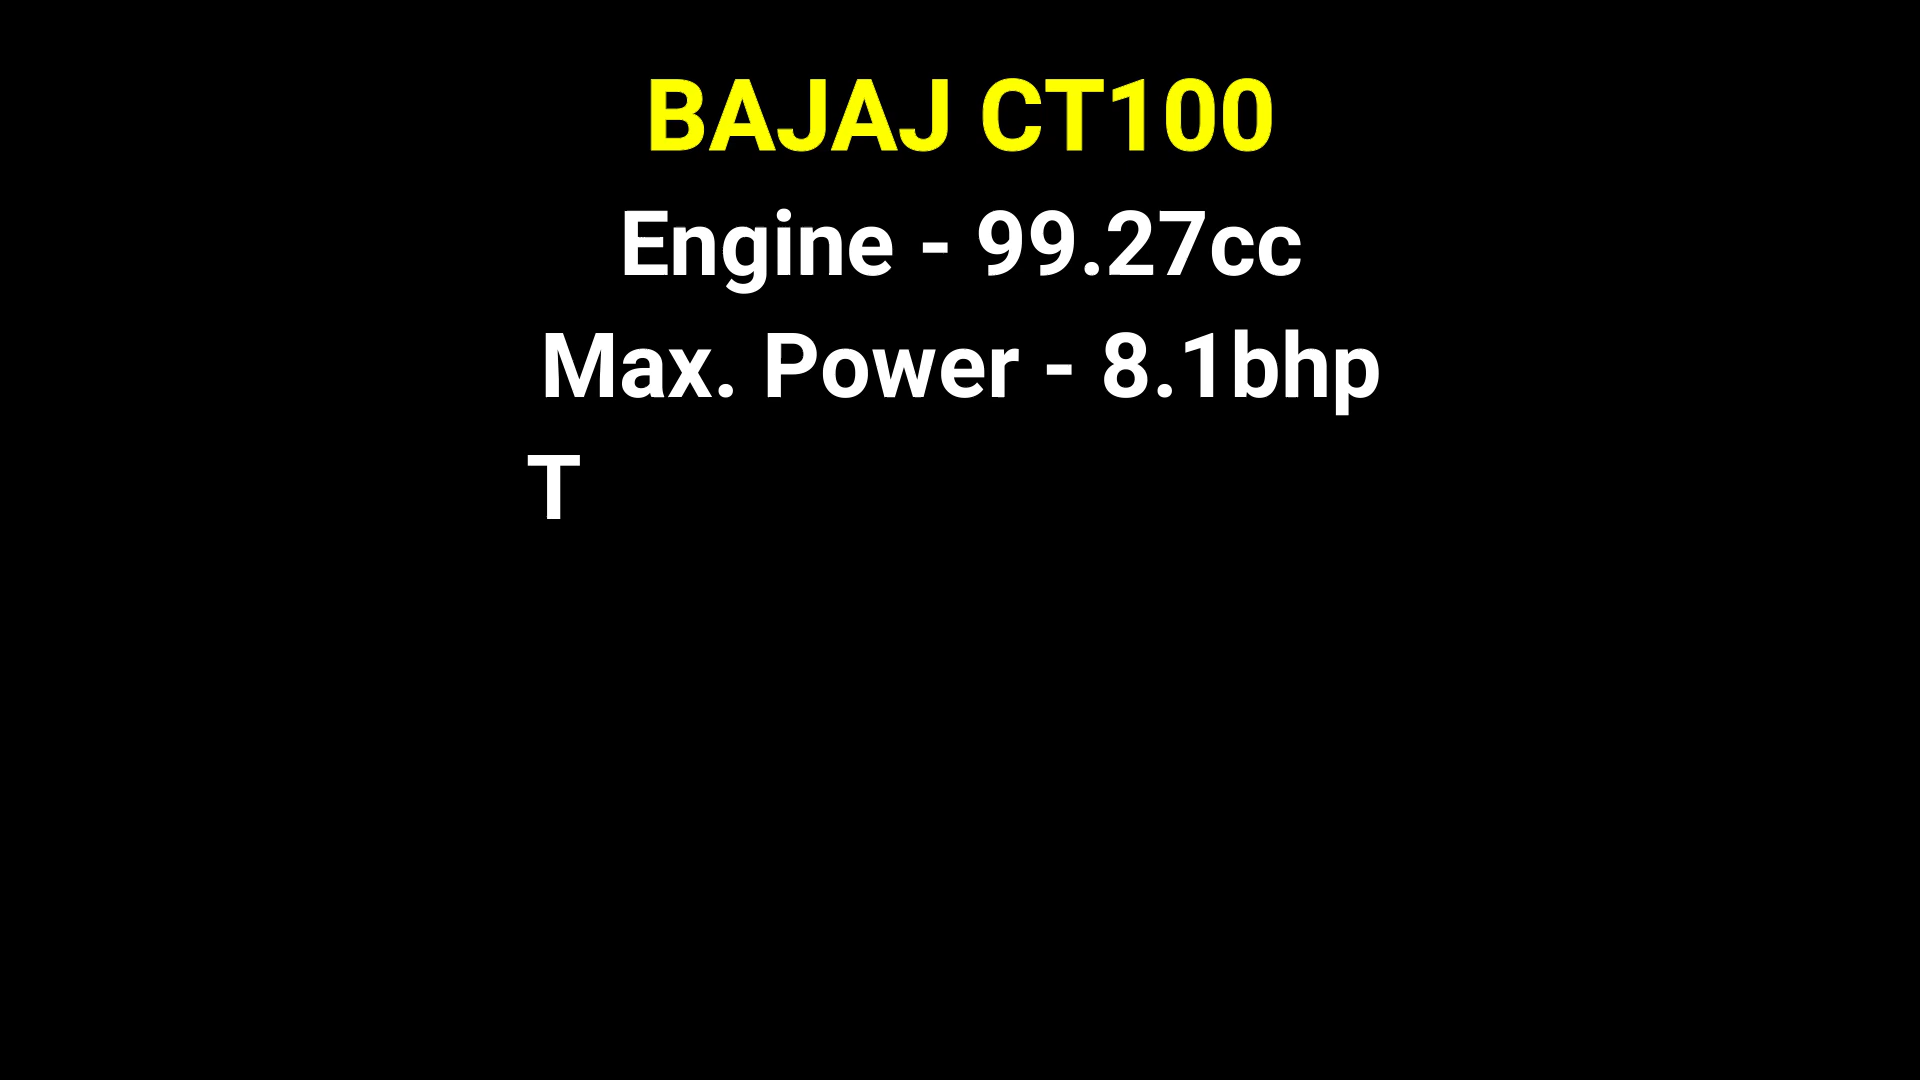 BAJAJ CT100
Engine - 99.27cc
Max. Power - 8.1bhp
T